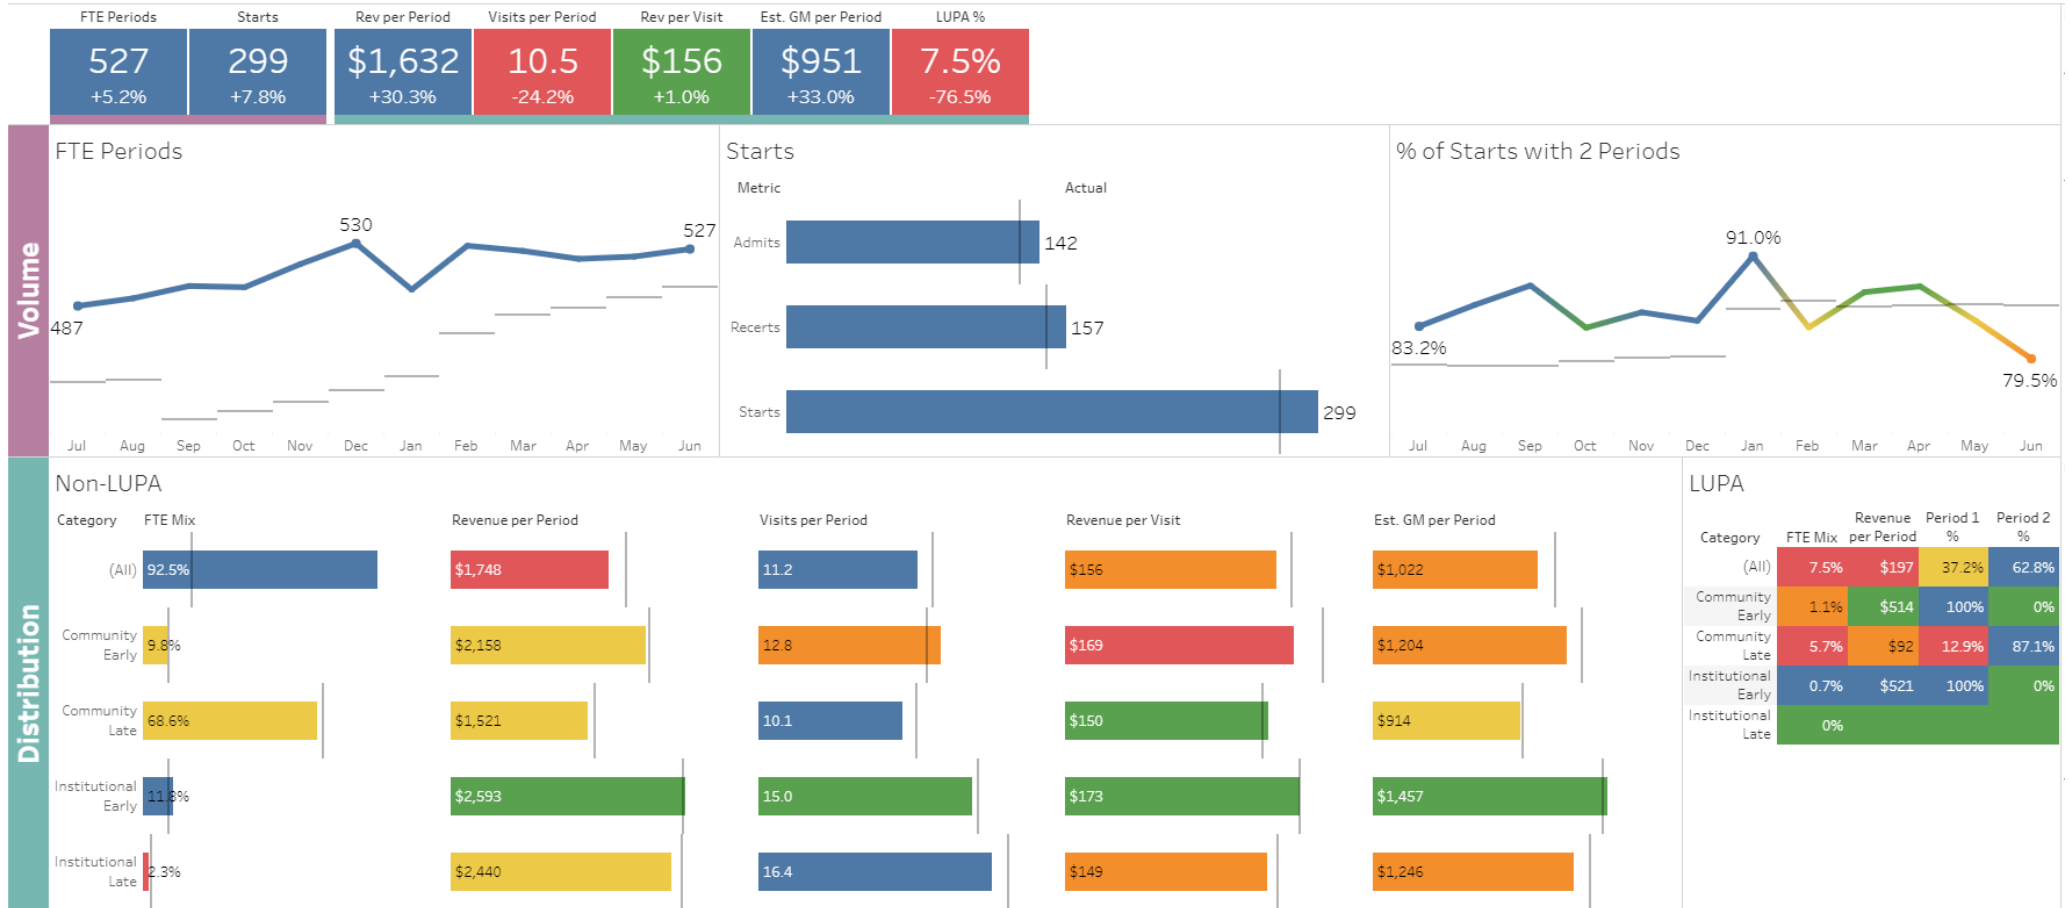 FTE Periods
Starts
Rev per Period
Visits per Period
Rev per Visit
Est. GM per Period
LUPA %
527
299
$1,632
10.5
$156
$951
7.5%
+5.2%
+7.8%
+30.3%
-24.2%
+1.0%
+33.0%
-76.5%
Volume
FTE Periods
487
530
527
Jul
Aug
Sep
Oct
Nov
Dec
Jan
Feb
Mar
Apr
May
Jun
Starts
Metric
Actual
Admits
142
Recerts
157
Starts
299
% of Starts with 2 Periods
83.2%
91.0%
79.5%
Jul
Aug
Sep
Oct
Nov
Dec
Jan
Feb
Mar
Apr
May
Jun
Distribution
Non-LUPA
Category
FTE Mix
Revenue per Period
Visits per Period
Revenue per Visit
Est. GM per Period
(All)
92.5%
$1,748
11.2
$156
$1,022
Community
Early
9.8%
$2,158
12.8
$169
$1,204
Community
Late
68.6%
$1,521
10.1
$150
$914
Institutional
Early
11.8%
$2,593
15.0
$173
$1,457
Institutional
Late
2.3%
$2,440
16.4
$149
$1,246
LUPA
Category
FTE Mix
Revenue
per Period
Period 1
%
Period 2
%
(All)
7.5%
$197
37.2%
62.8%
Community
Early
1.1%
$514
100%
0%
Community
Late
5.7%
$92
12.9%
87.1%
Institutional
Early
0.7%
$521
100%
0%
Institutional
Late
0%